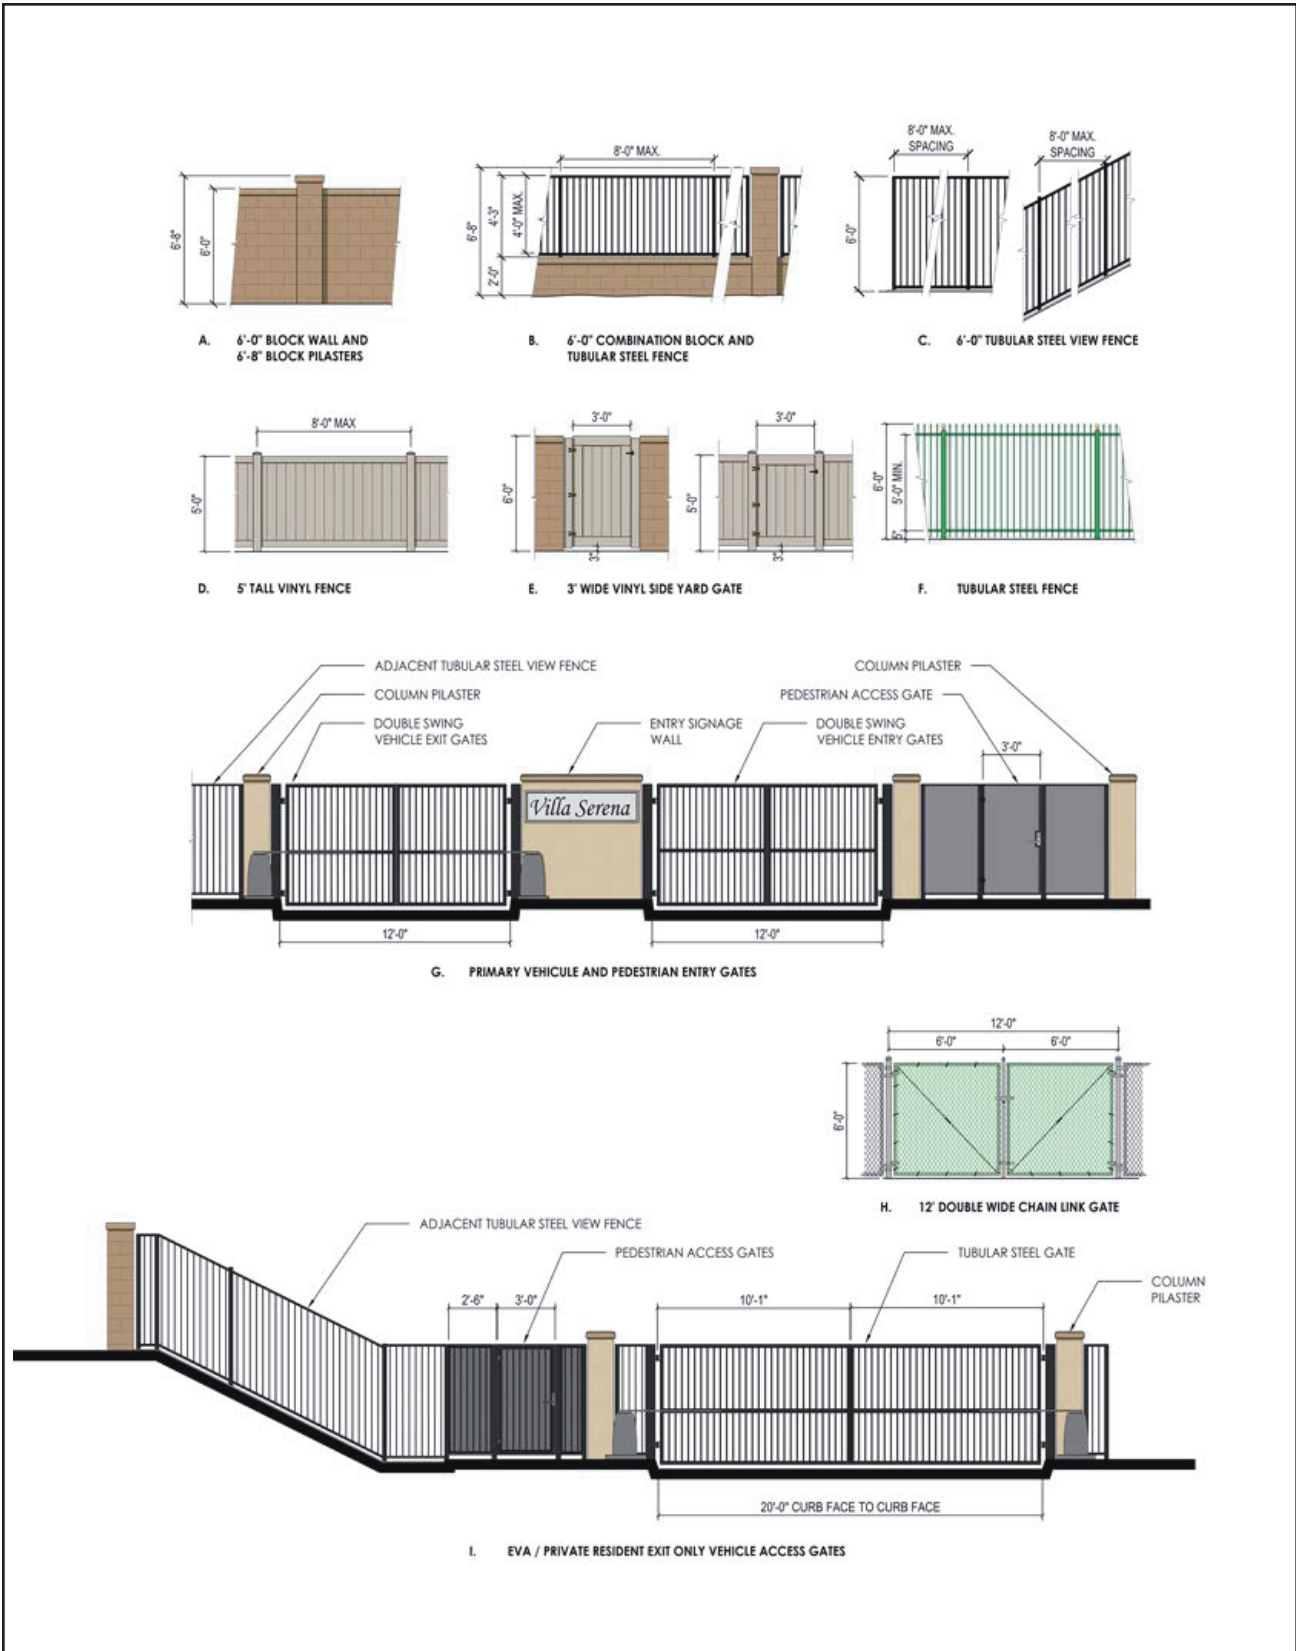 6'-8"
6'-0"
A. 6'-0" BLOCK WALL AND
6'-8" BLOCK PILASTERS
8'-0" MAX.
6'-8"
4'-3"
4'-0" MAX.
2'-0"
B. 6'-0" COMBINATION BLOCK AND
TUBULAR STEEL FENCE
8'-0" MAX.
SPACING
8'-0" MAX.
SPACING
6'-0"
C. 6'-0" TUBULAR STEEL VIEW FENCE
8'-0" MAX
5'-0"
D. 5' TALL VINYL FENCE
3'-0"
6'-0"
3"
3'-0"
5'-0"
3"
E. 3' WIDE VINYL SIDE YARD GATE
6'-0"
5'-0" MIN.
5"
F. TUBULAR STEEL FENCE
ADJACENT TUBULAR STEEL VIEW FENCE
COLUMN PILASTER
DOUBLE SWING
VEHICLE EXIT GATES
ENTRY SIGNAGE
WALL
COLUMN PILASTER
PEDESTRIAN ACCESS GATE
DOUBLE SWING
VEHICLE ENTRY GATES
3'-0"
Villa Serena
12'-0"
12'-0"
G. PRIMARY VEHICULE AND PEDESTRIAN ENTRY GATES
12'-0"
6'-0" 6'-0"
6'-0"
H. 12' DOUBLE WIDE CHAIN LINK GATE
ADJACENT TUBULAR STEEL VIEW FENCE
PEDESTRIAN ACCESS GATES
TUBULAR STEEL GATE
COLUMN
PILASTER
2'-6" 3'-0"
10'-1" 10'-1"
20'-0" CURB FACE TO CURB FACE
I. EVA / PRIVATE RESIDENT EXIT ONLY VEHICLE ACCESS GATES